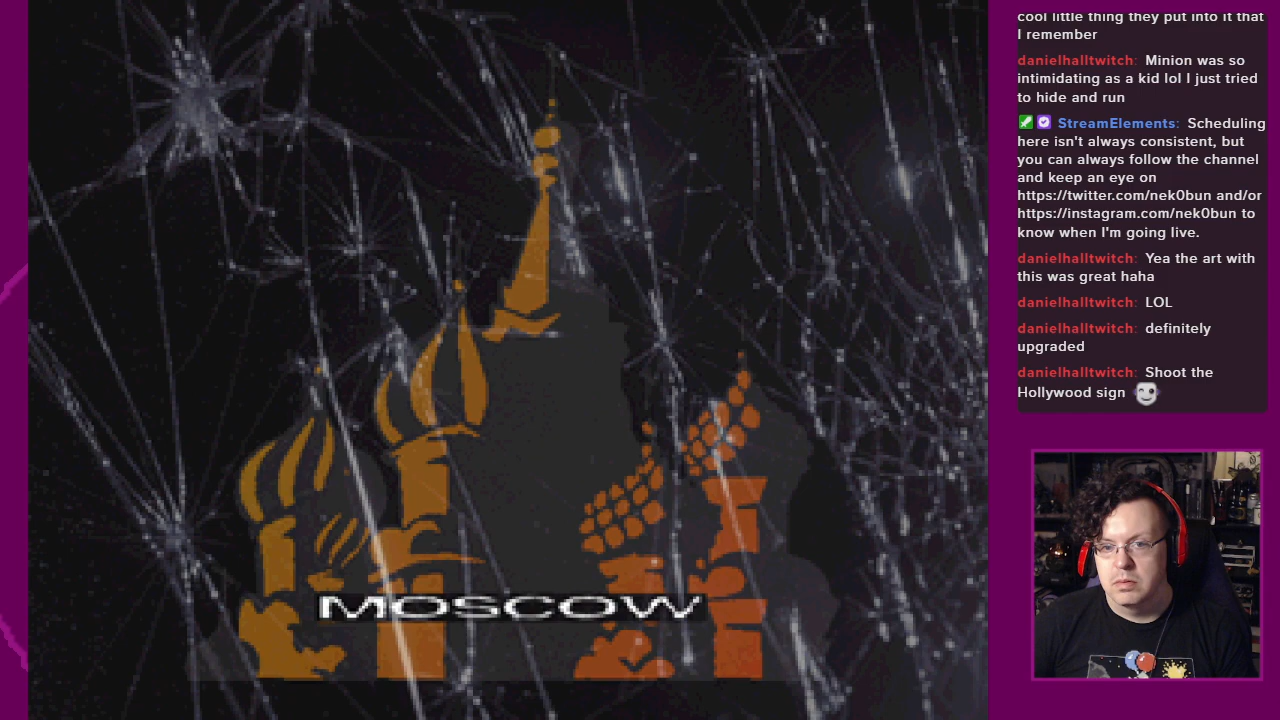 cool little thing they put into it that
I remember
danielhalltwitch: Minion was so
intimidating as a kid lol I just tried
to hide and run
StreamElements: Scheduling
here isn't always consistent, but
you can always follow the channel
and keep an eye on
https://twitter.com/nek0bun and/or
https://instagram.com/nek0bun to
know when I'm going live.
danielhalltwitch: Yea the art with
this was great haha
danielhalltwitch: LOL
danielhalltwitch: definitely
upgraded
danielhalltwitch: Shoot the
Hollywood sign
MOSCOW